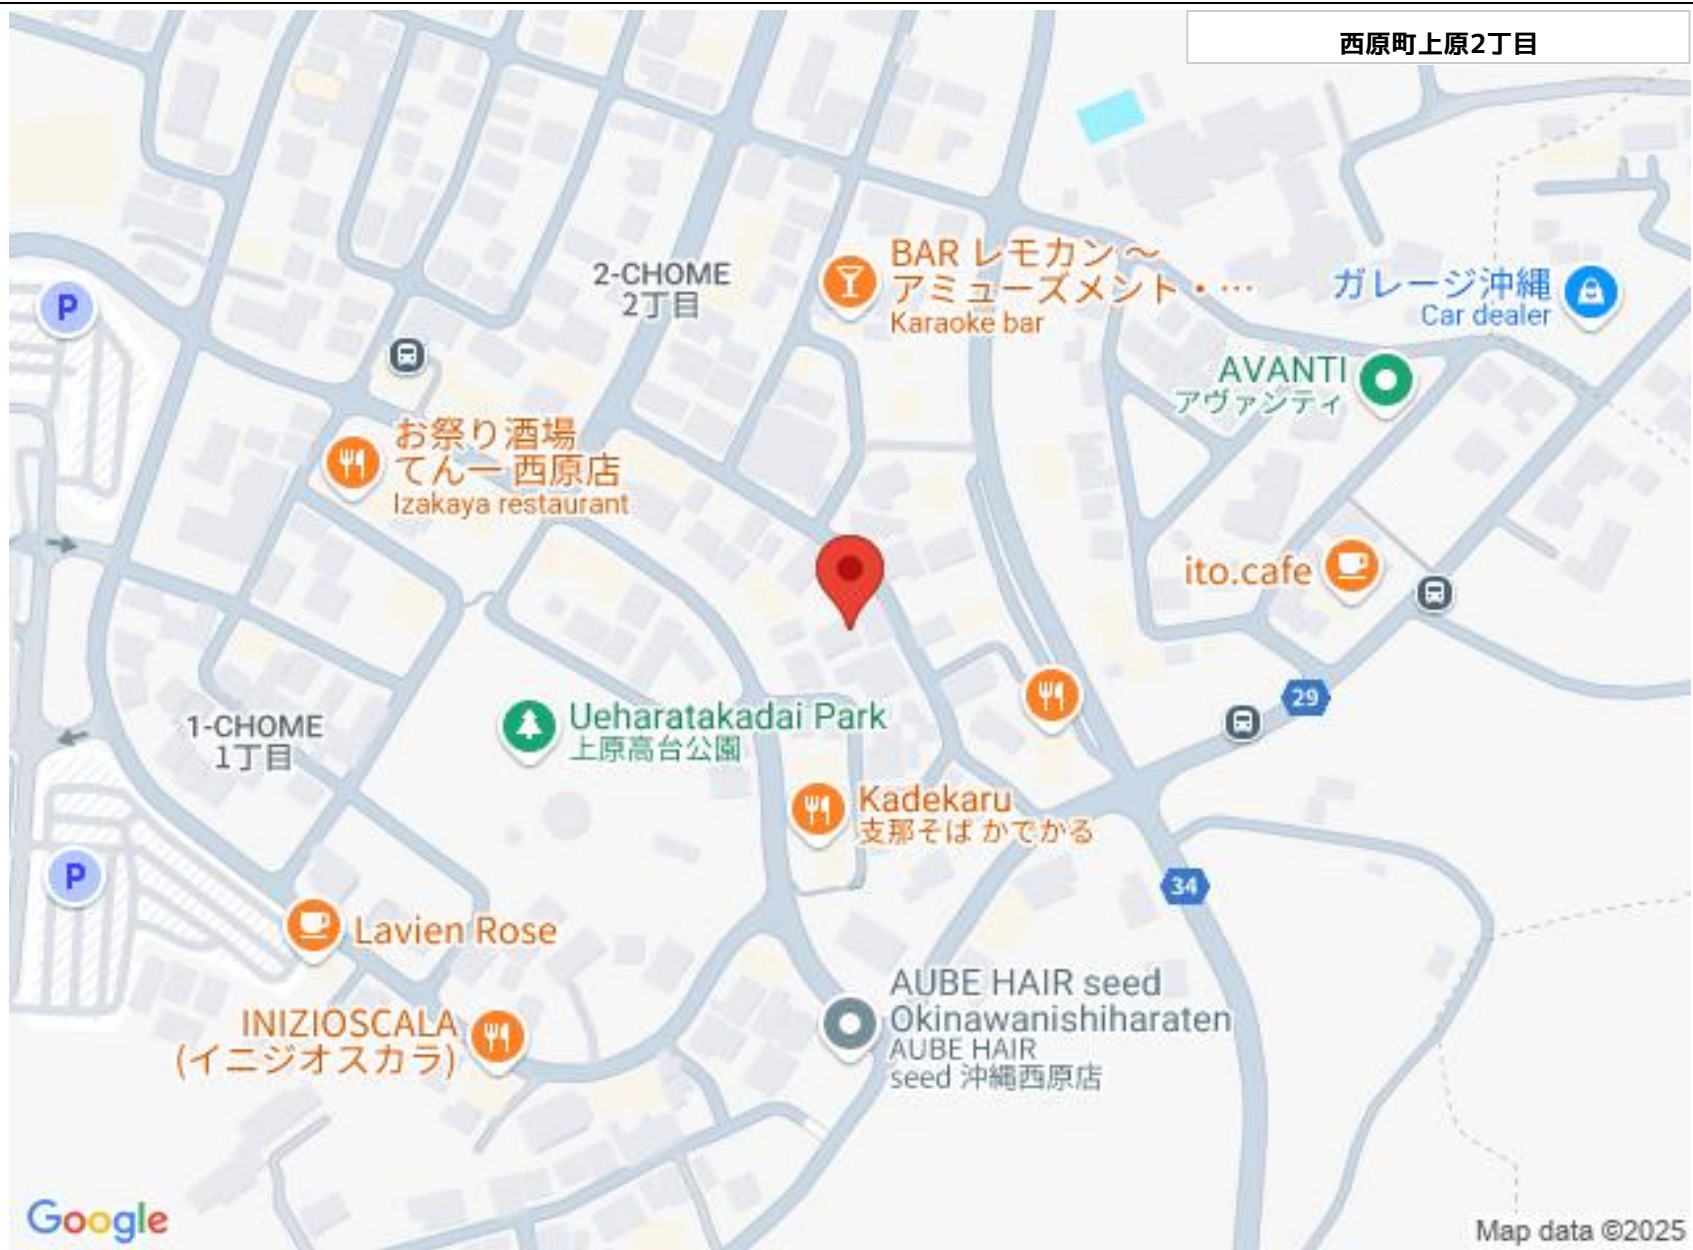 西原町上原2丁目
BAR レモカン ～
アミューズメント・…
Karaoke bar
2-CHOME
2丁目
ガレージ沖縄
Car dealer
P
AVANTI
アヴァンティ
お祭り酒場
てん一 西原店
Izakaya restaurant
ito.cafe
29
1-CHOME
1丁目
Ueharatakadai Park
上原高台公園
Kadekaru
支那そば かでかる
P
34
Lavien Rose
AUBE HAIR seed
Okinawanishiharaten
AUBE HAIR
seed 沖縄西原店
INIZIOSCALA
(イニジオスカラ)
Google
Map data ©2025